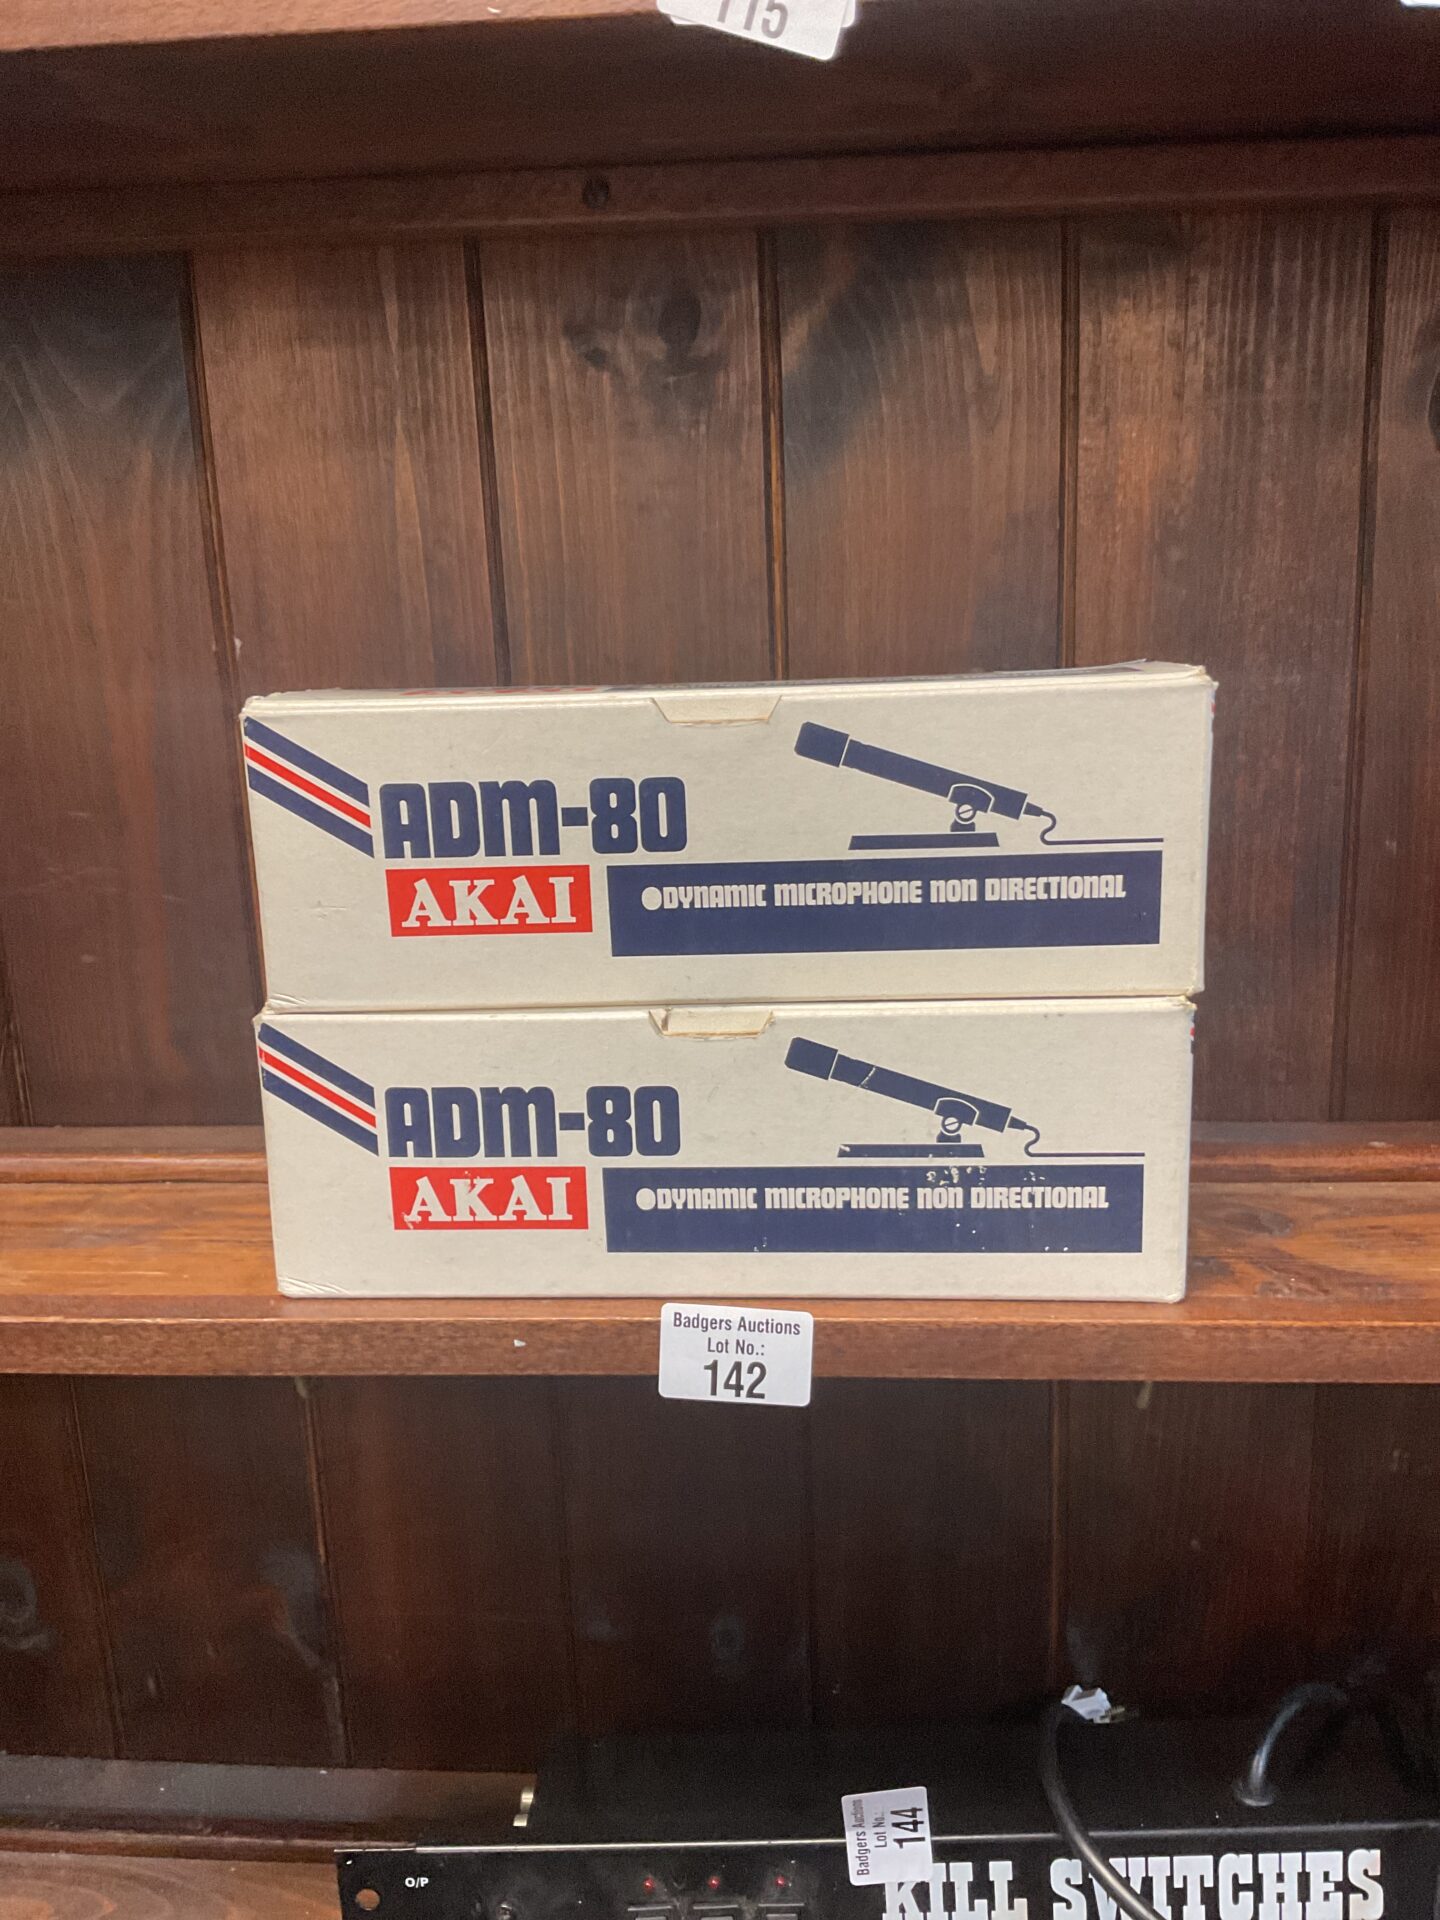 115
ADM-80
AKAI
DYNAMIC MICROPHONE NON DIRECTIONAL
ADM-80
AKAI
DYNAMIC MICROPHONE NON DIRECTIONAL
Badgers Auctions
Lot No.:
142
Badgers Auctions
Lot No.:
144
O/P
KILL SWITCHES